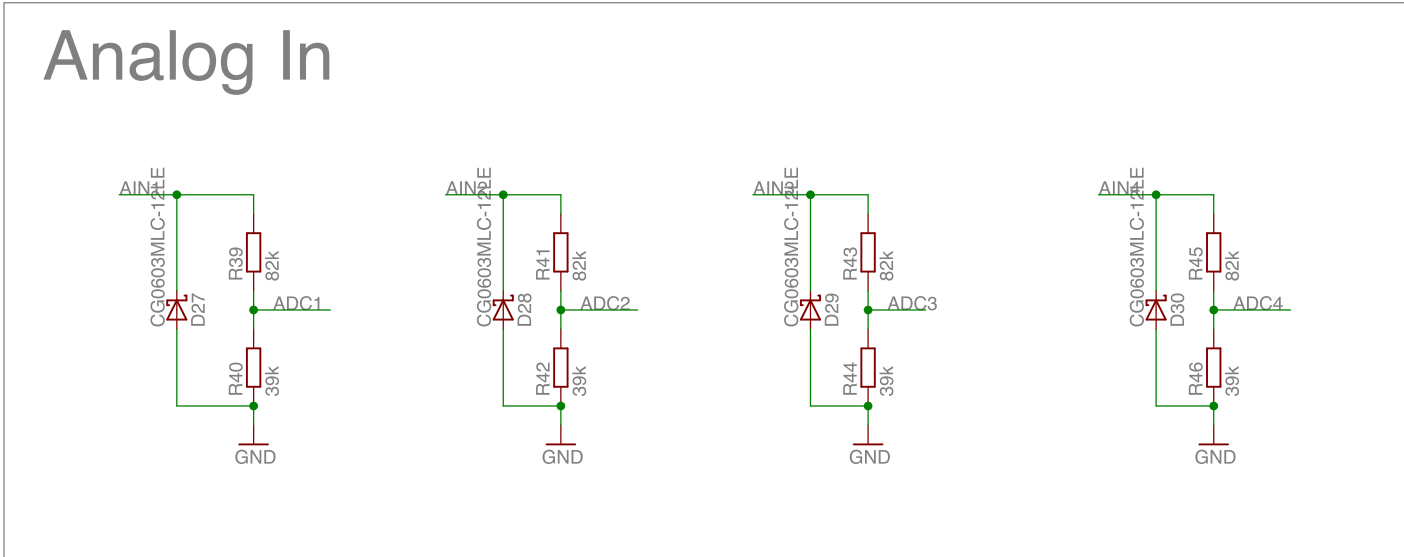 Analog In
AIN1
CG0603MLC-12LE
D27
R39
82k
ADC1
R40
39k
GND
AIN2
CG0603MLC-12LE
D28
R41
82k
ADC2
R42
39k
GND
AIN3
CG0603MLC-12LE
D29
R43
82k
ADC3
R44
39k
GND
AIN4
CG0603MLC-12LE
D30
R45
82k
ADC4
R46
39k
GND